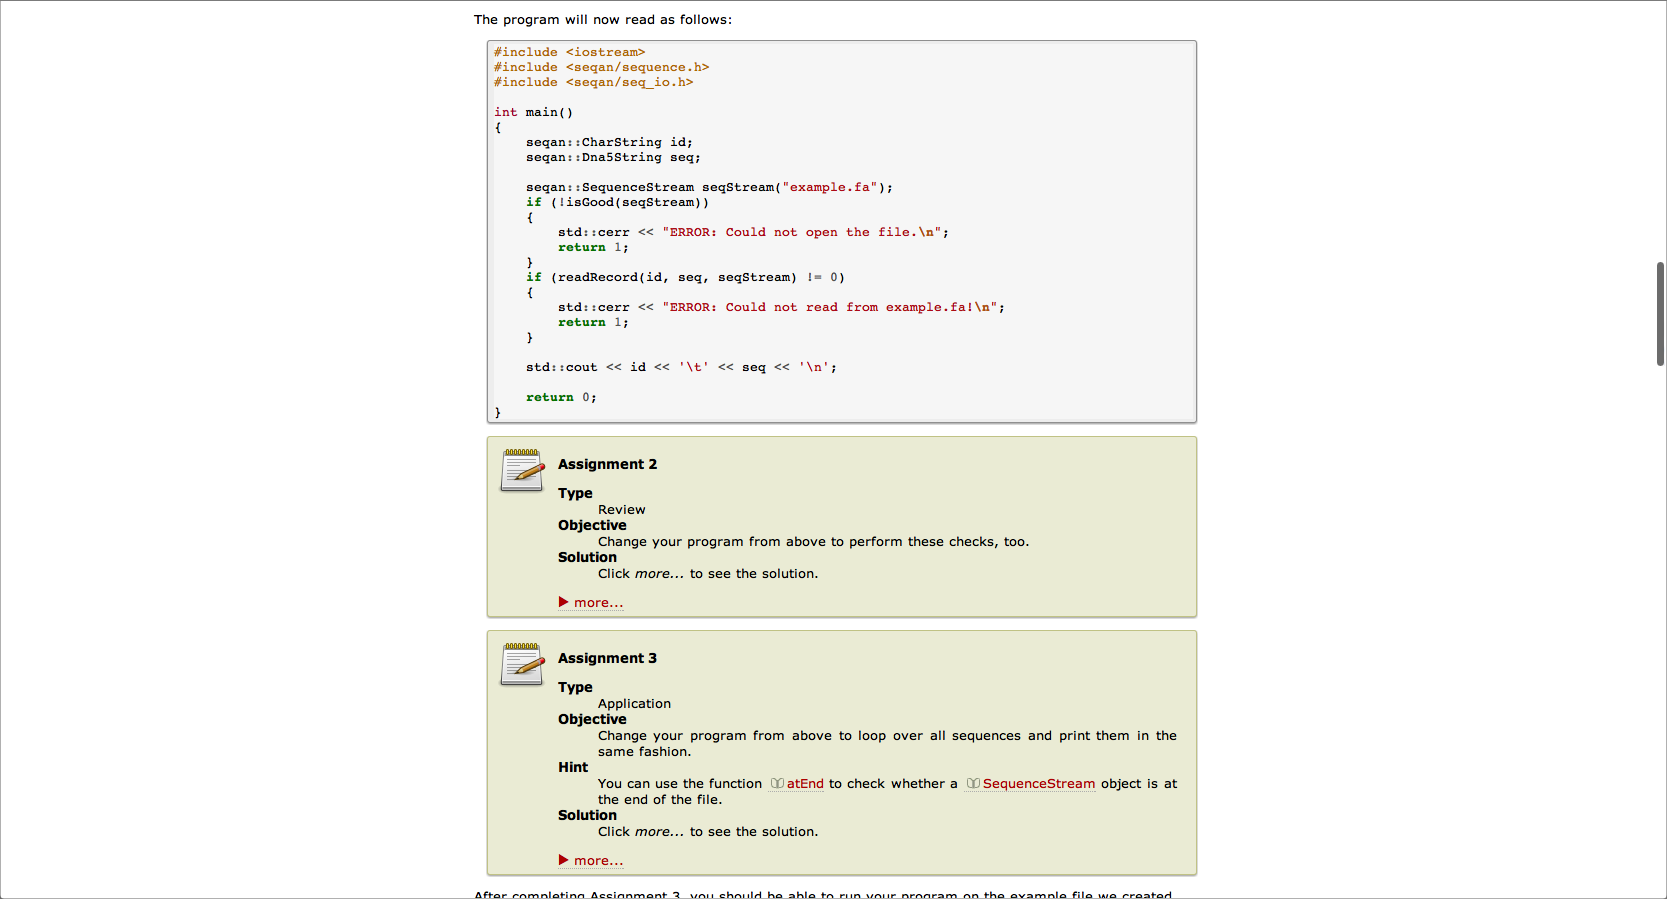 The program will now read as follows:
#include <iostream>
#include <seqan/sequence.h>
#include <seqan/seq_io.h>
int main()
{
    seqan::CharString id;
    seqan::Dna5String seq;
    seqan::SequenceStream seqStream("example.fa");
    if (!isGood(seqStream))
    {
        std::cerr << "ERROR: Could not open the file.\n";
        return 1;
    }
    if (readRecord(id, seq, seqStream) != 0)
    {
        std::cerr << "ERROR: Could not read from example.fa!\n";
        return 1;
    }
    std::cout << id << '\t' << seq << '\n';
    return 0;
}
Assignment 2
Type
Review
Objective
Change your program from above to perform these checks, too.
Solution
Click more... to see the solution.
more...
Assignment 3
Type
Application
Objective
Change your program from above to loop over all sequences and print them in the
same fashion.
Hint
You can use the function atEnd to check whether a SequenceStream object is at
the end of the file.
Solution
Click more... to see the solution.
more...
After completing Assignment 3, you should be able to run your program on the example file we created